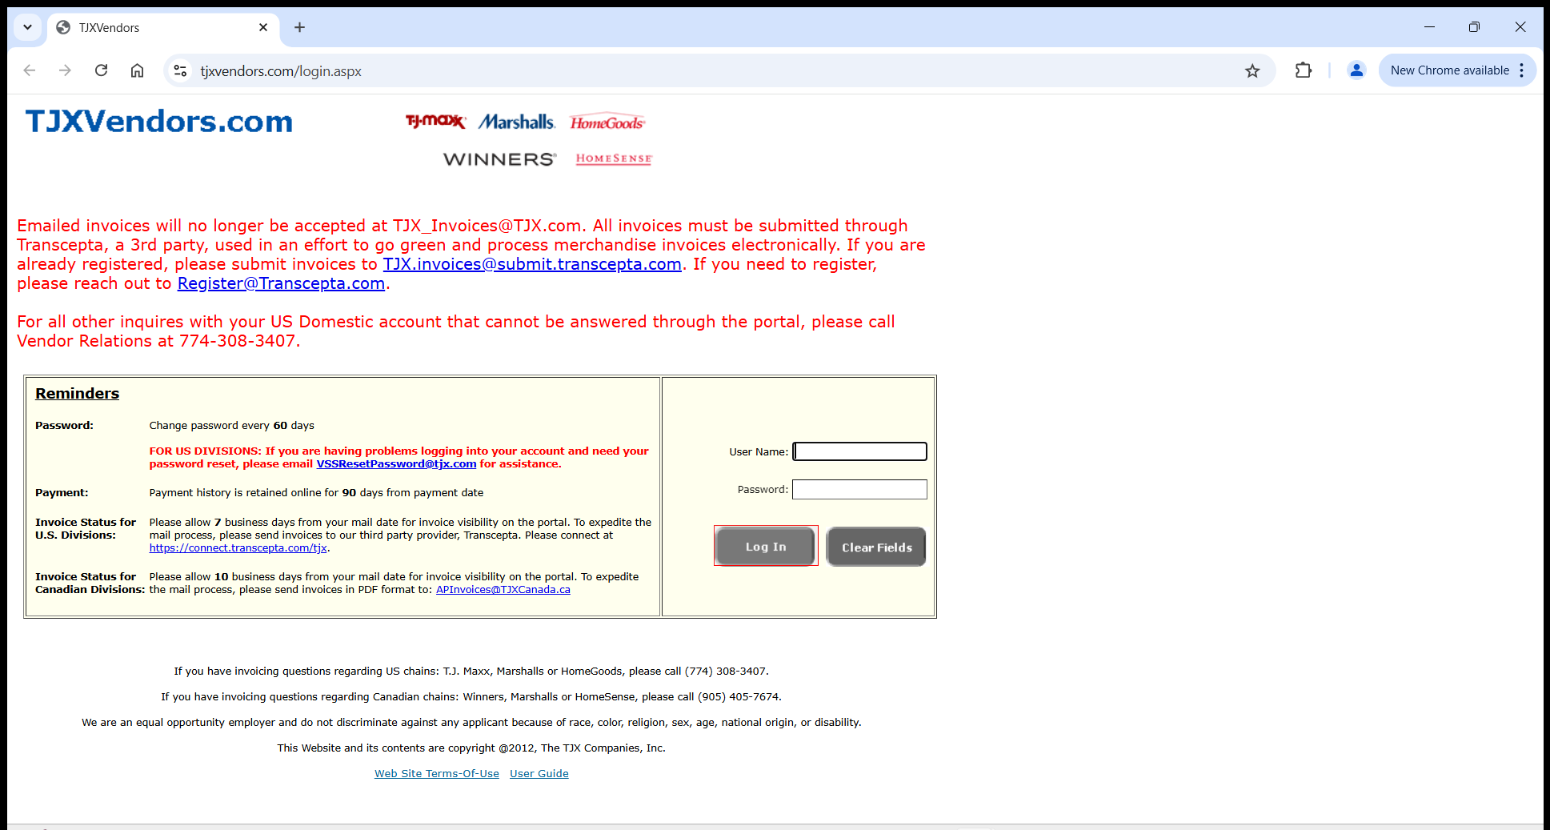 TJXVendors
tjxvendors.com/login.aspx
New Chrome available
TJXVendors.com
T·J·maxx Marshalls. HomeGoods
WINNERS® HOMESENSE
Emailed invoices will no longer be accepted at TJX_Invoices@TJX.com. All invoices must be submitted through
Transcepta, a 3rd party, used in an effort to go green and process merchandise invoices electronically. If you are
already registered, please submit invoices to TJX.invoices@submit.transcepta.com. If you need to register,
please reach out to Register@Transcepta.com.
For all other inquires with your US Domestic account that cannot be answered through the portal, please call
Vendor Relations at 774-308-3407.
Reminders
Password: Change password every 60 days
FOR US DIVISIONS: If you are having problems logging into your account and need your
password reset, please email VSSResetPassword@tjx.com for assistance.
Payment: Payment history is retained online for 90 days from payment date
Invoice Status for Please allow 7 business days from your mail date for invoice visibility on the portal. To expedite the
U.S. Divisions: mail process, please send invoices to our third party provider, Transcepta. Please connect at
https://connect.transcepta.com/tjx.
Invoice Status for Please allow 10 business days from your mail date for invoice visibility on the portal. To expedite
Canadian Divisions: the mail process, please send invoices in PDF format to: APInvoices@TJXCanada.ca
User Name:
Password:
Log In Clear Fields
If you have invoicing questions regarding US chains: T.J. Maxx, Marshalls or HomeGoods, please call (774) 308-3407.
If you have invoicing questions regarding Canadian chains: Winners, Marshalls or HomeSense, please call (905) 405-7674.
We are an equal opportunity employer and do not discriminate against any applicant because of race, color, religion, sex, age, national origin, or disability.
This Website and its contents are copyright @2012, The TJX Companies, Inc.
Web Site Terms-Of-Use User Guide